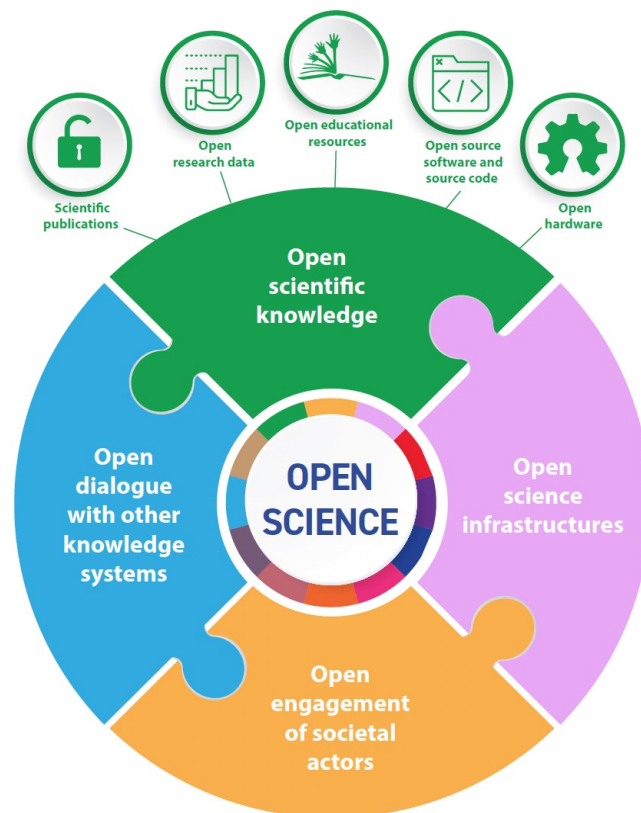 Open educational
resources
Open
research data
Open source
software and
source code
Scientific
publications
Open
hardware
</>
Open
scientific
knowledge
Open
dialogue
with other
knowledge
systems
OPEN
SCIENCE
Open
science
infrastructures
Open
engagement
of societal
actors